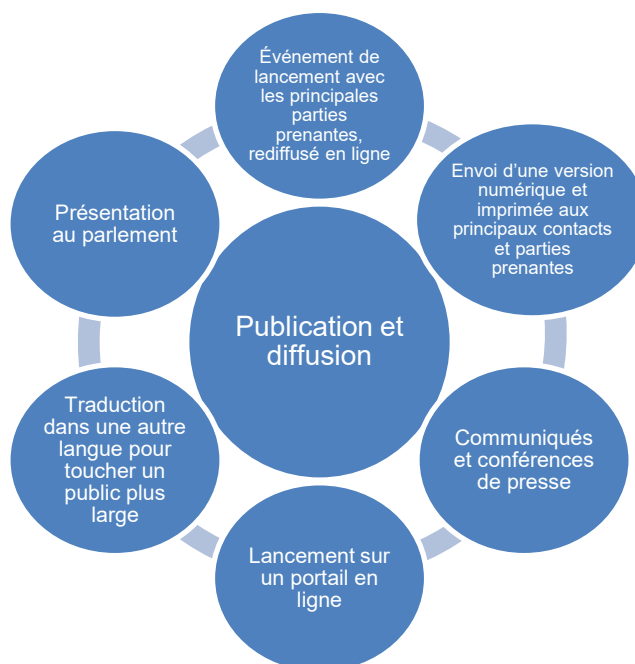 Événement de
lancement avec
les principales
parties
prenantes,
rediffusé en ligne
Envoi d'une version
numérique et
imprimée aux
principaux contacts
et parties
prenantes
Communiqués
et conférences
de presse
Lancement sur
un portail en
ligne
Traduction
dans une autre
langue pour
toucher un
public plus
large
Présentation
au parlement
Publication et
diffusion